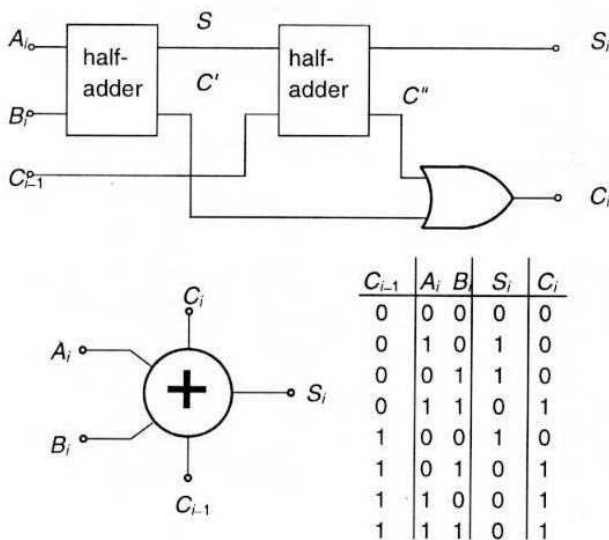 S
A_i half-adder half-adder S_i
C' C"
B_i
C_{i-1}
C_i
C_i
A_i
+ S_i
B_i
C_{i-1}
C_{i-1} A_i B_i S_i C_i
0 0 0 0 0
0 1 0 1 0
0 0 1 1 0
0 1 1 0 1
1 0 0 1 0
1 0 1 0 1
1 1 0 0 1
1 1 1 0 1